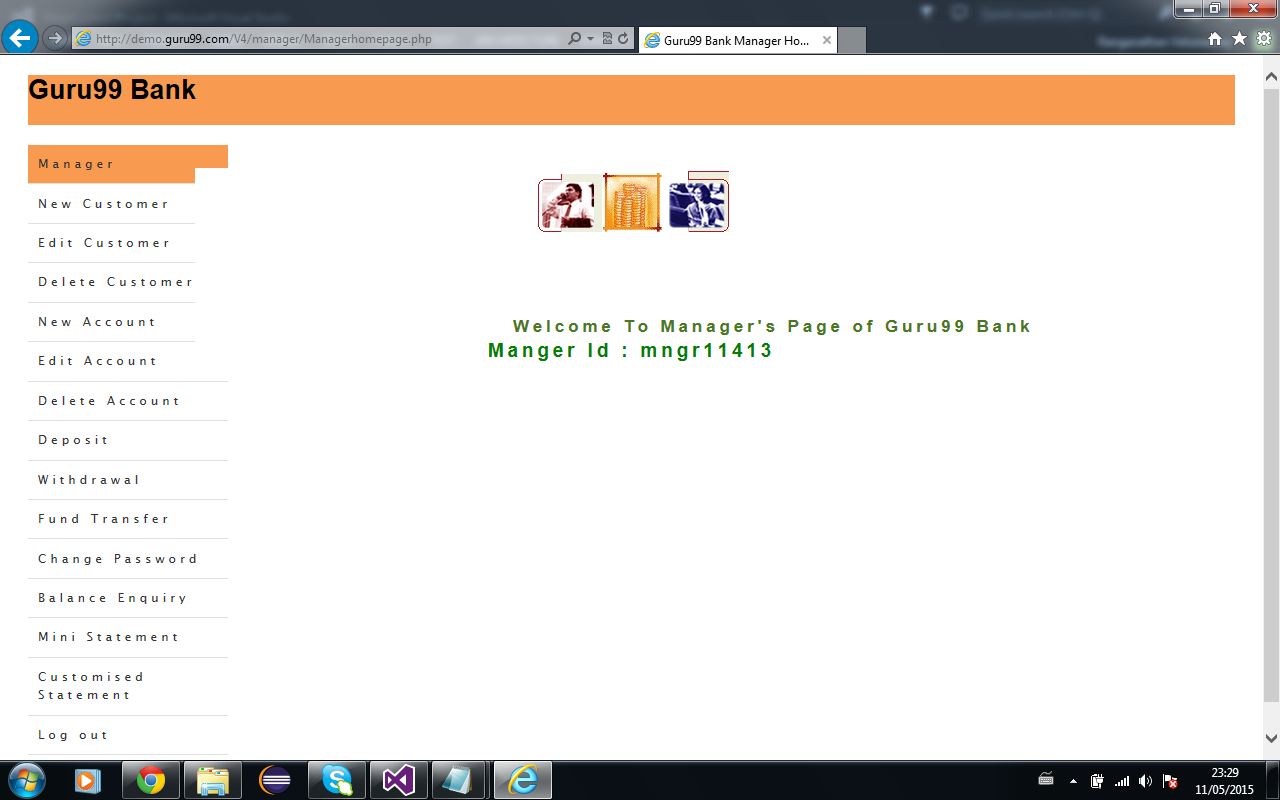 http://demo.guru99.com/V4/manager/Managerhomepage.php
Guru99 Bank Manager Ho...
Guru99 Bank
Manager
New Customer
Edit Customer
Delete Customer
New Account
Edit Account
Delete Account
Deposit
Withdrawal
Fund Transfer
Change Password
Balance Enquiry
Mini Statement
Customised
Statement
Log out
Welcome To Manager's Page of Guru99 Bank
Manger Id : mngr11413
23:29
11/05/2015